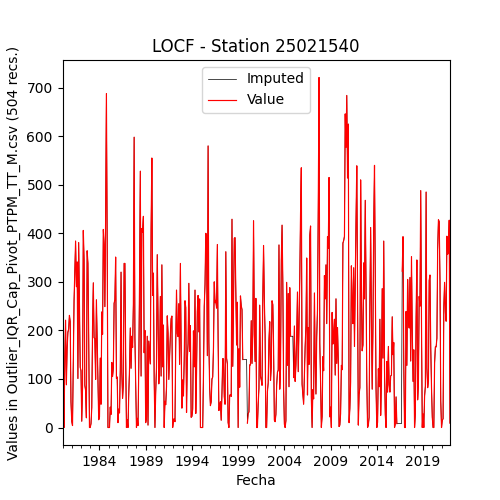 LOCF - Station 25021540
Imputed
Value
Values in Outlier_IQR_Cap_Pivot_PTPM_TT_M.csv (504 recs.)
700
600
500
400
300
200
100
0
1984 1989 1994 1999 2004 2009 2014 2019
Fecha